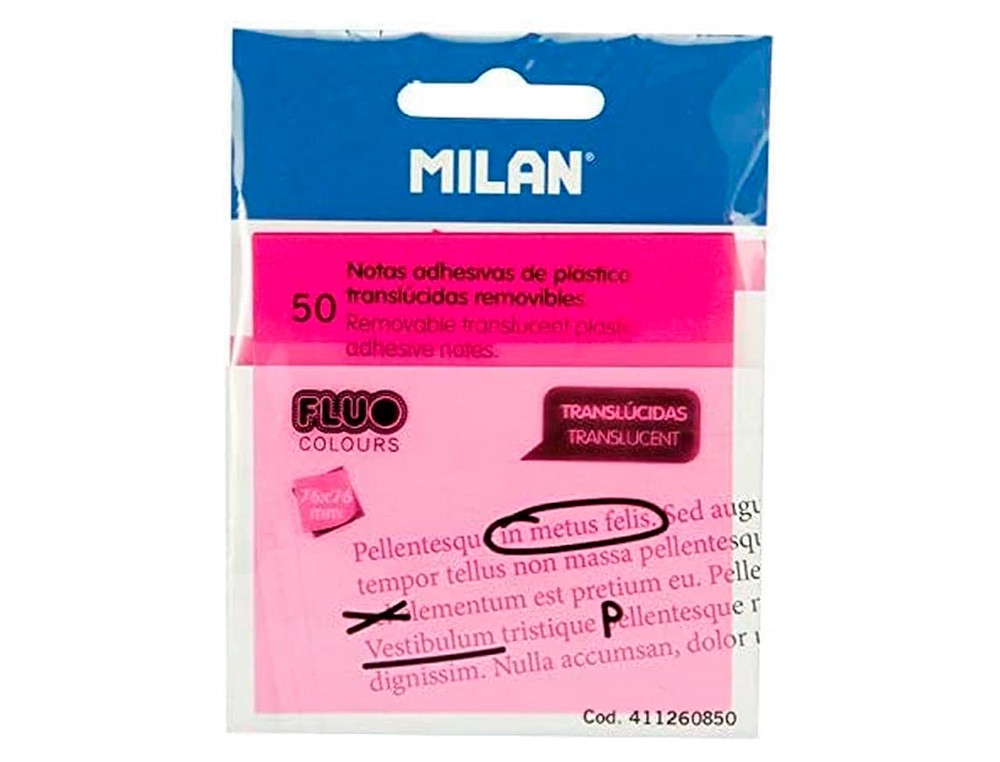 MILAN®
50
Notas adhesivas de plástico
translúcidas removibles
Removable translucent plastic
adhesive notes.
FLUO
COLOURS
TRANSLÚCIDAS
TRANSLUCENT
76x76
mm
Pellentesqu in metus felis. Sed augu
tempor tellus non massa pellentesqu
elementum est pretium eu. Pelle
Vestibulum tristique Pellentesque r
dignissim. Nulla accumsan, dolor
Cod. 411260850